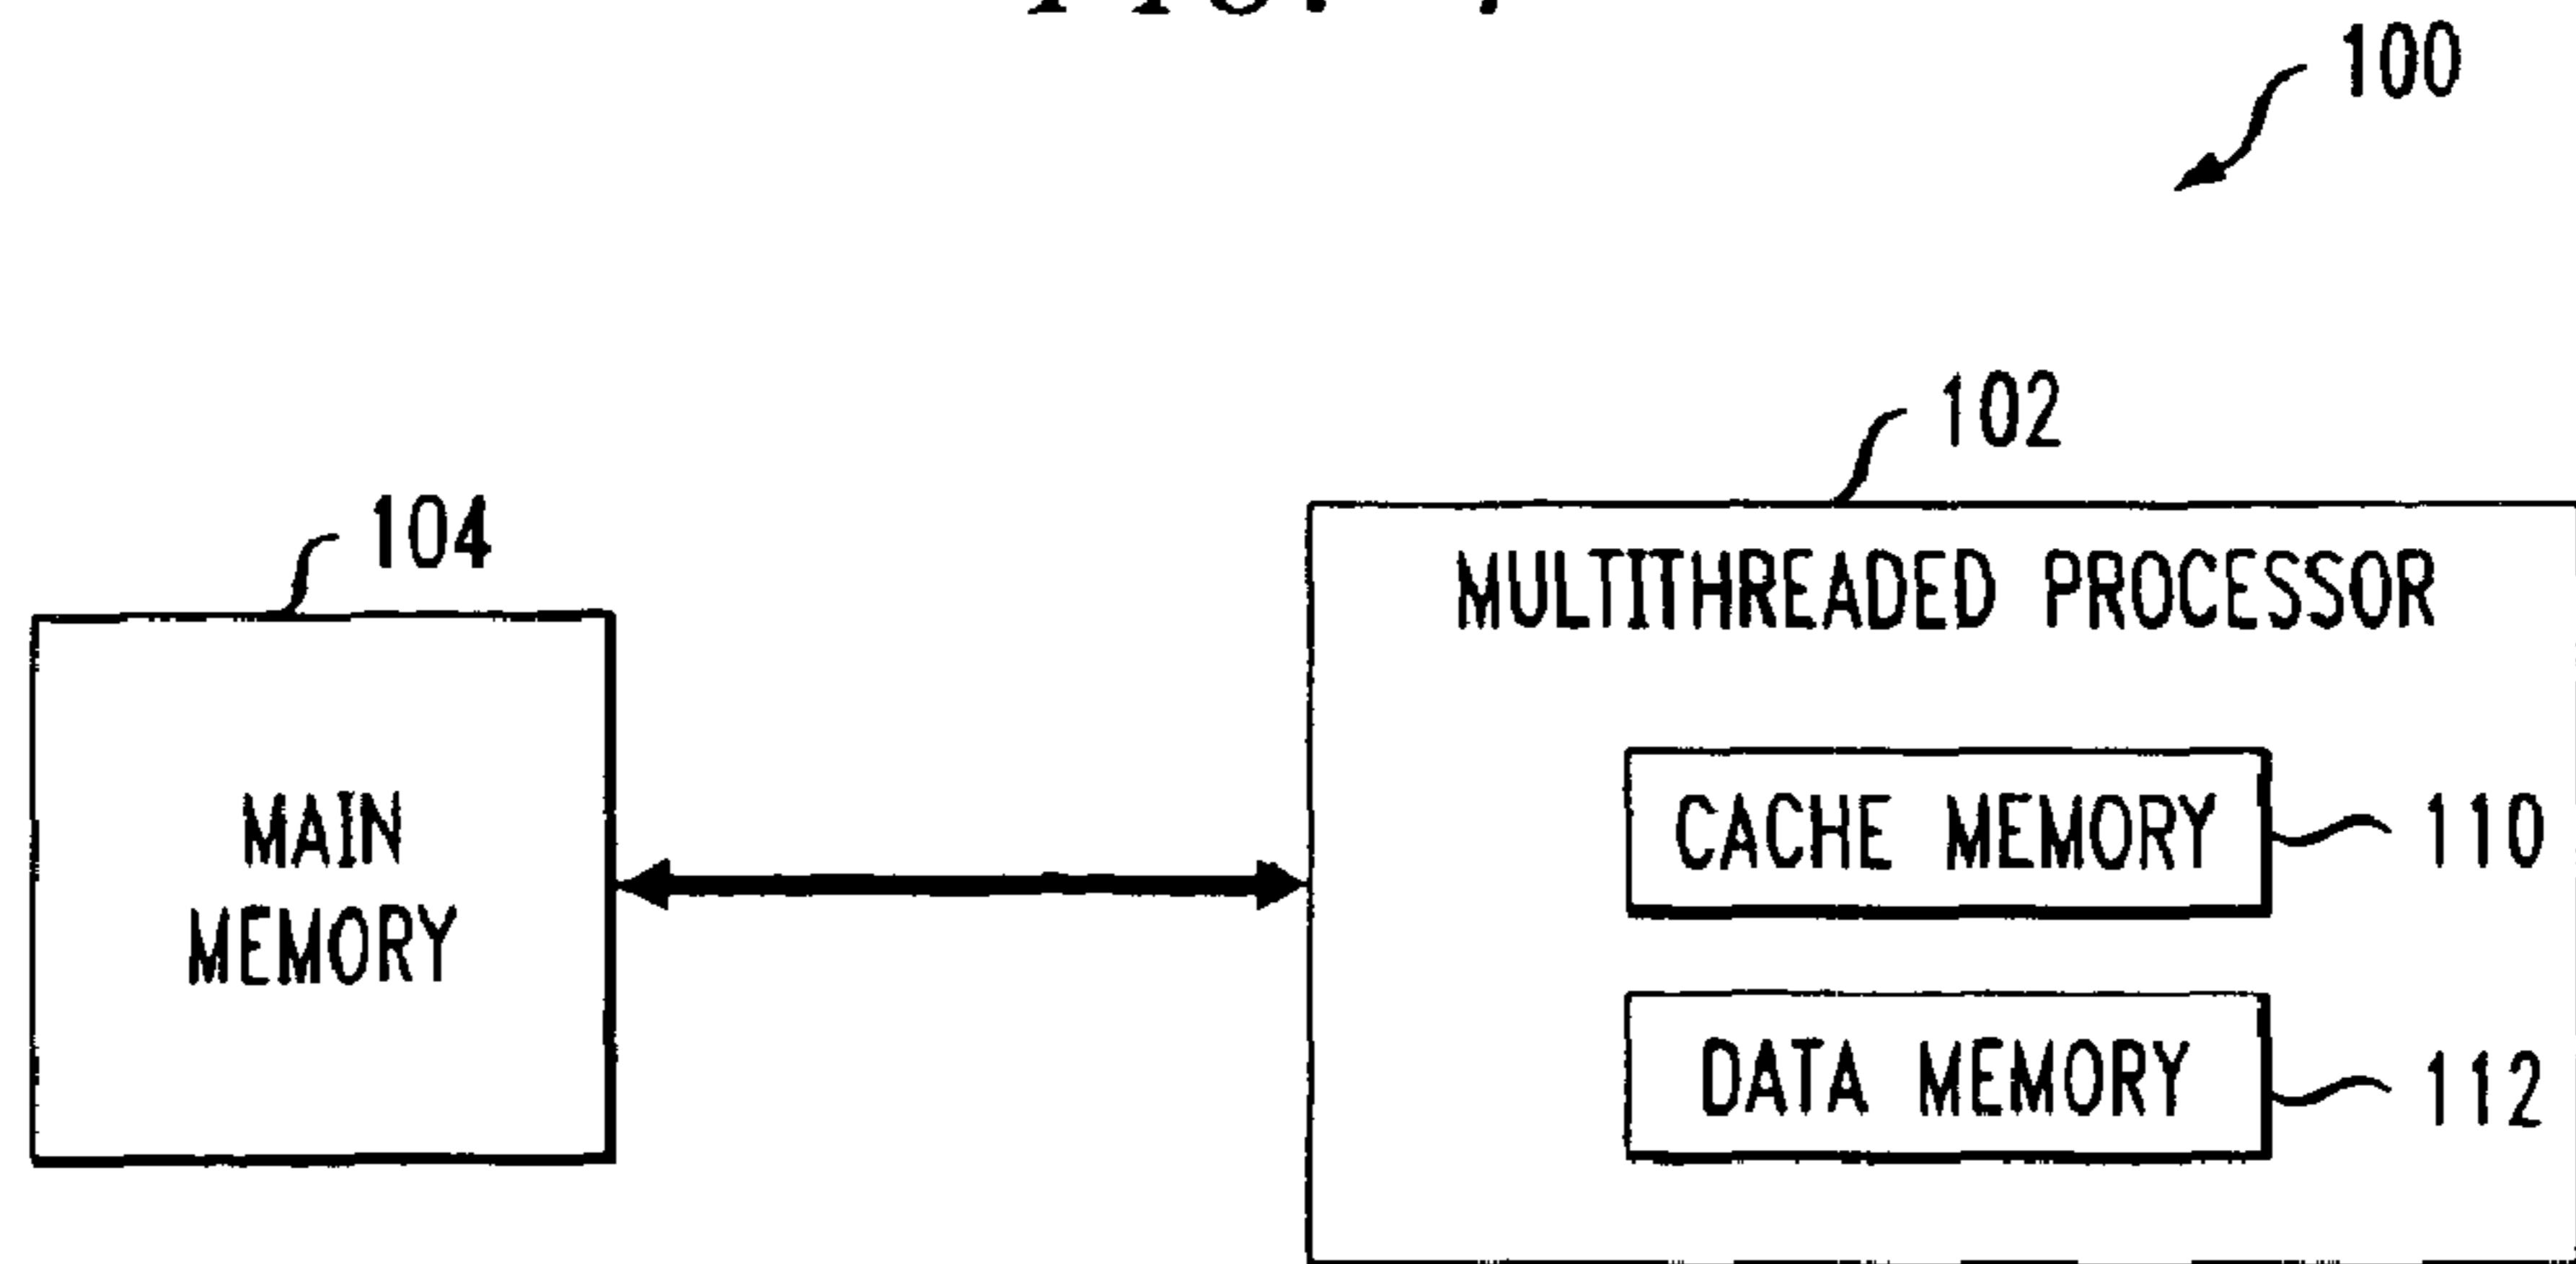 100
102
104
MULTITHREADED PROCESSOR
MAIN
MEMORY
CACHE MEMORY
110
DATA MEMORY
112